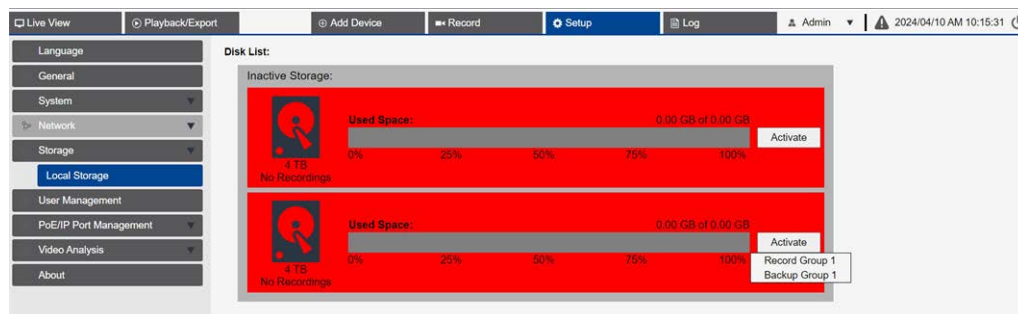 Live View Playback/Export Add Device Record Setup Log Admin 2024/04/10 AM 10:15:31
Language
General
System
Network
Storage
Local Storage
User Management
PoE/IP Port Management
Video Analysis
About
Disk List:
Inactive Storage:
Used Space: 0.00 GB of 0.00 GB
Activate
0% 25% 50% 75% 100%
4 TB
No Recordings
Used Space: 0.00 GB of 0.00 GB
Activate
0% 25% 50% 75% 100%
Record Group 1
Backup Group 1
4 TB
No Recordings